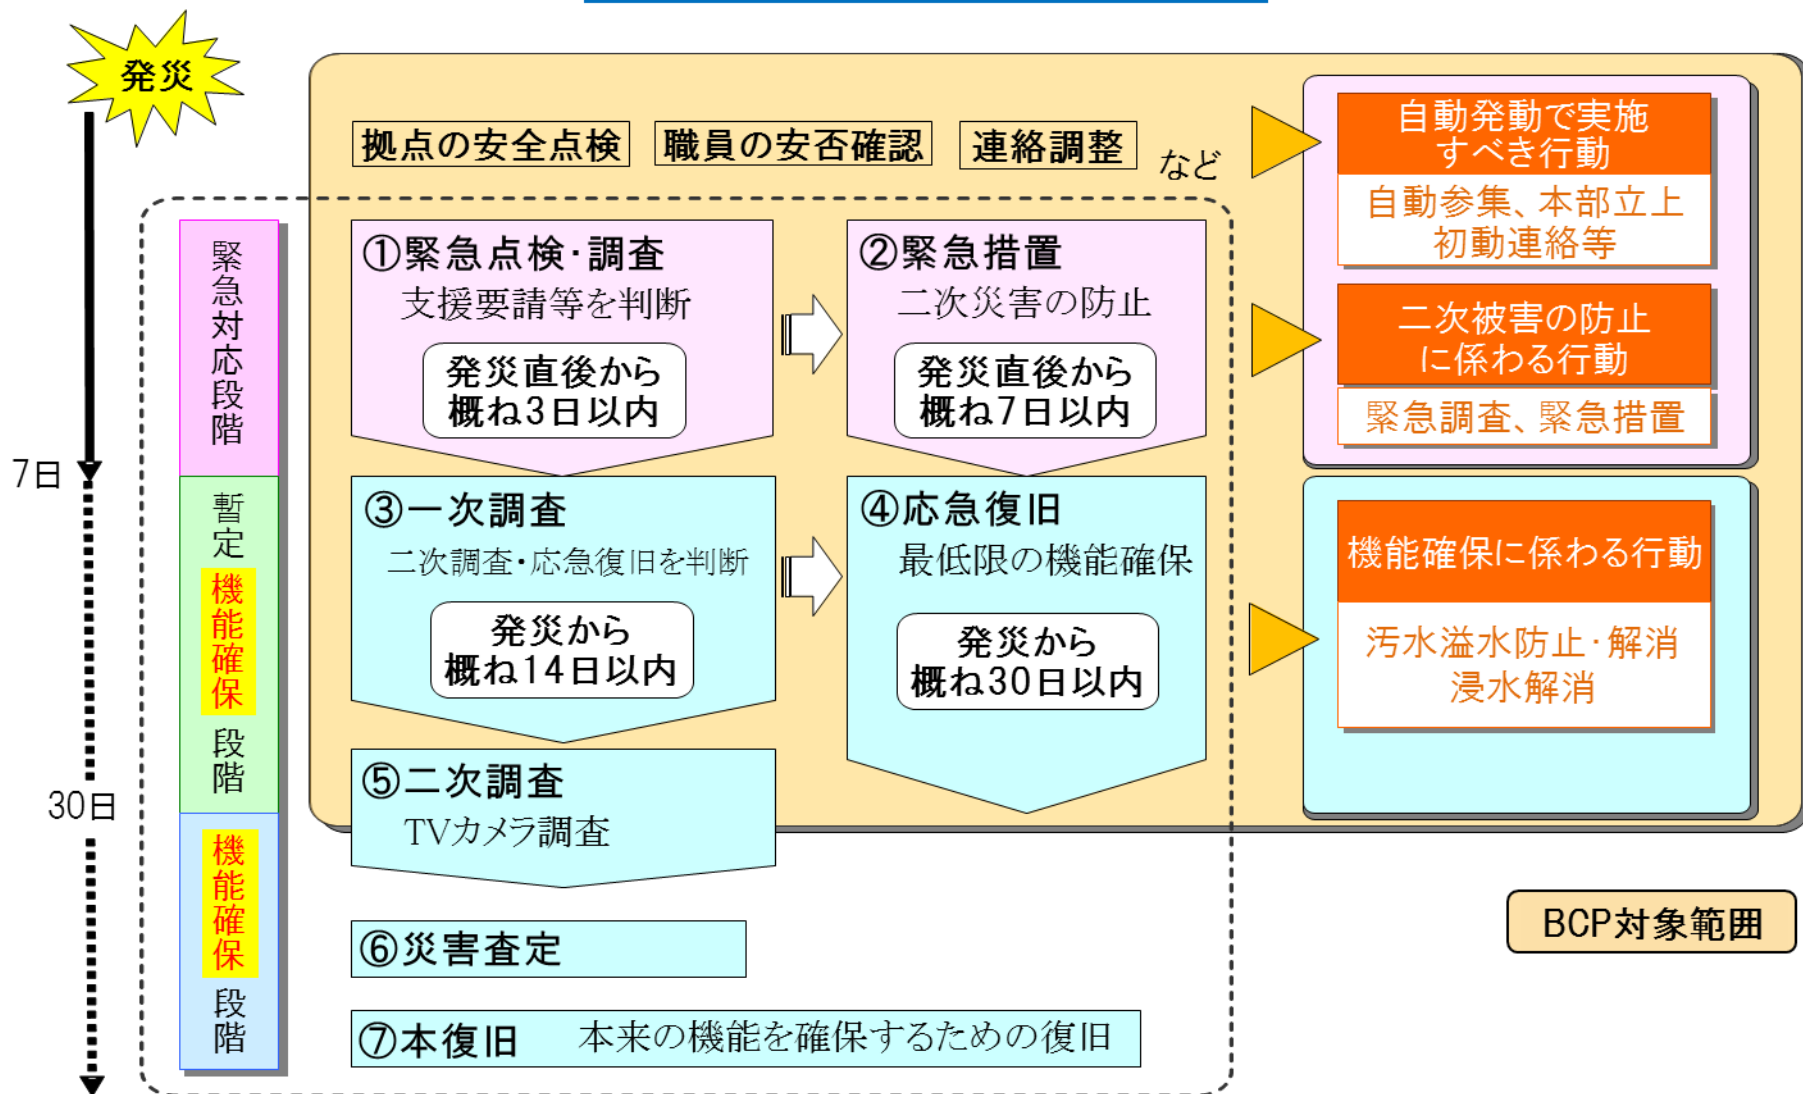 発災
拠点の安全点検
職員の安否確認
連絡調整
など
自動発動で実施
すべき行動
自動参集、本部立上
初動連絡等
緊急対応段階
①緊急点検・調査
支援要請等を判断
発災直後から
概ね3日以内
②緊急措置
二次災害の防止
発災直後から
概ね7日以内
二次被害の防止
に係わる行動
緊急調査、緊急措置
7日
暫定機能確保段階
③一次調査
二次調査・応急復旧を判断
発災から
概ね14日以内
④応急復旧
最低限の機能確保
発災から
概ね30日以内
機能確保に係わる行動
汚水溢水防止・解消
浸水解消
30日
機能確保段階
⑤二次調査
TVカメラ調査
⑥災害査定
⑦本復旧 本来の機能を確保するための復旧
BCP対象範囲